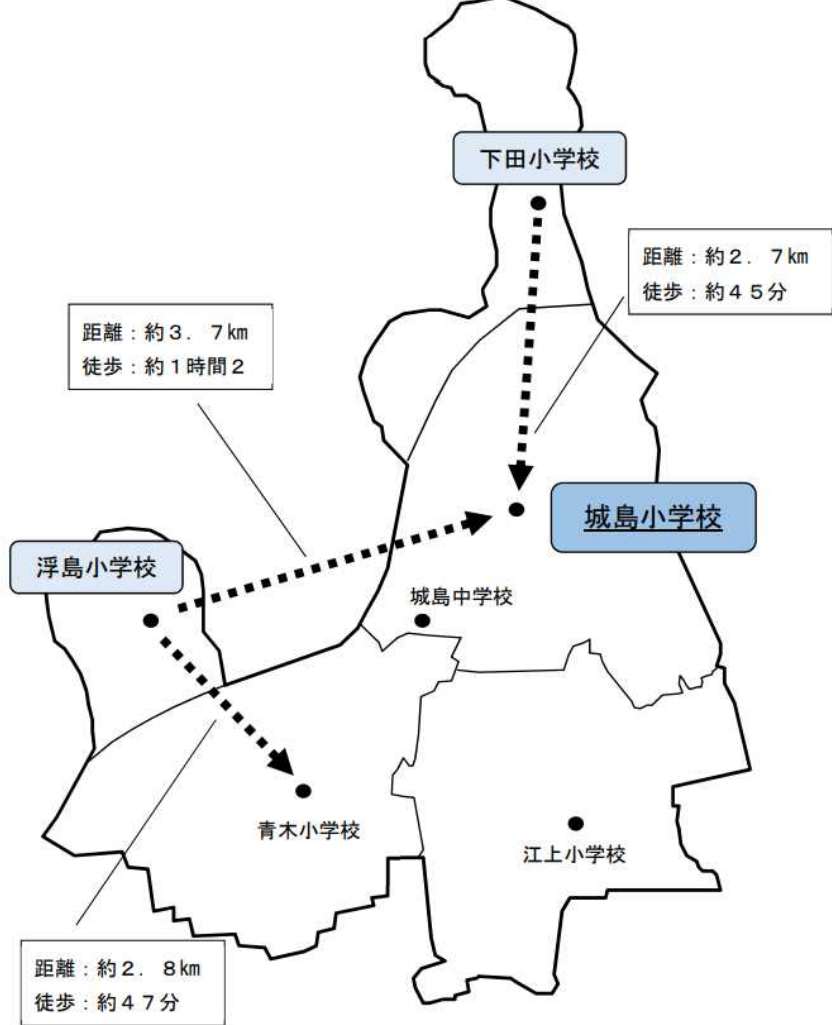 下田小学校
距離：約２．７㎞
徒歩：約４５分
距離：約３．７㎞
徒歩：約１時間２
城島小学校
浮島小学校
城島中学校
青木小学校
江上小学校
距離：約２．８㎞
徒歩：約４７分